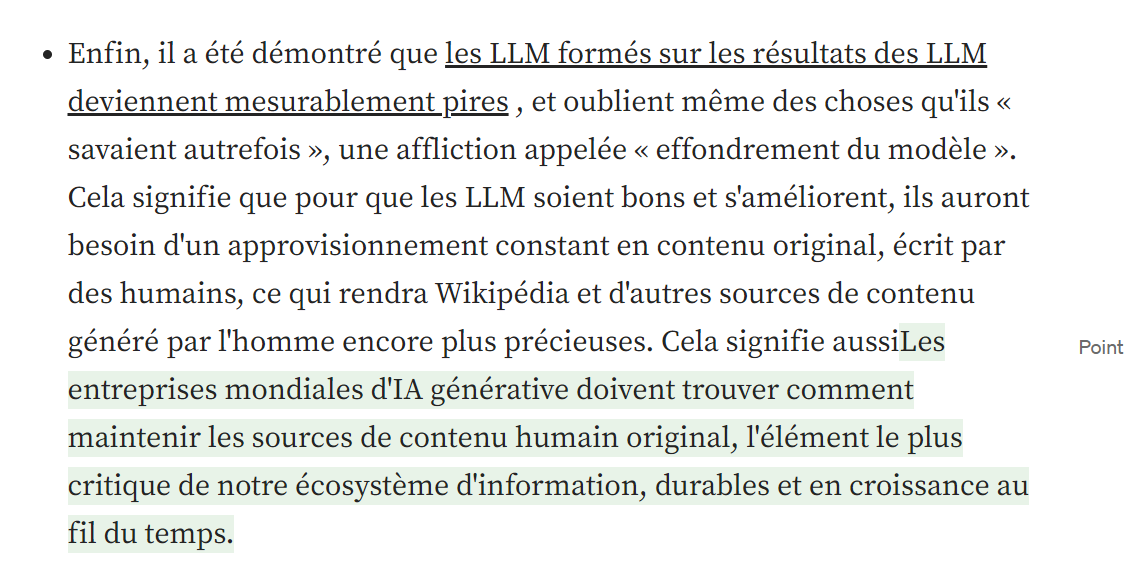 • Enfin, il a été démontré que les LLM formés sur les résultats des LLM
deviennent mesurablement pires , et oublient même des choses qu'ils «
savaient autrefois », une affliction appelée « effondrement du modèle ».
Cela signifie que pour que les LLM soient bons et s'améliorent, ils auront
besoin d'un approvisionnement constant en contenu original, écrit par
des humains, ce qui rendra Wikipédia et d'autres sources de contenu
généré par l'homme encore plus précieuses. Cela signifie aussiLes
Point
entreprises mondiales d'IA générative doivent trouver comment
maintenir les sources de contenu humain original, l'élément le plus
critique de notre écosystème d'information, durables et en croissance au
fil du temps.